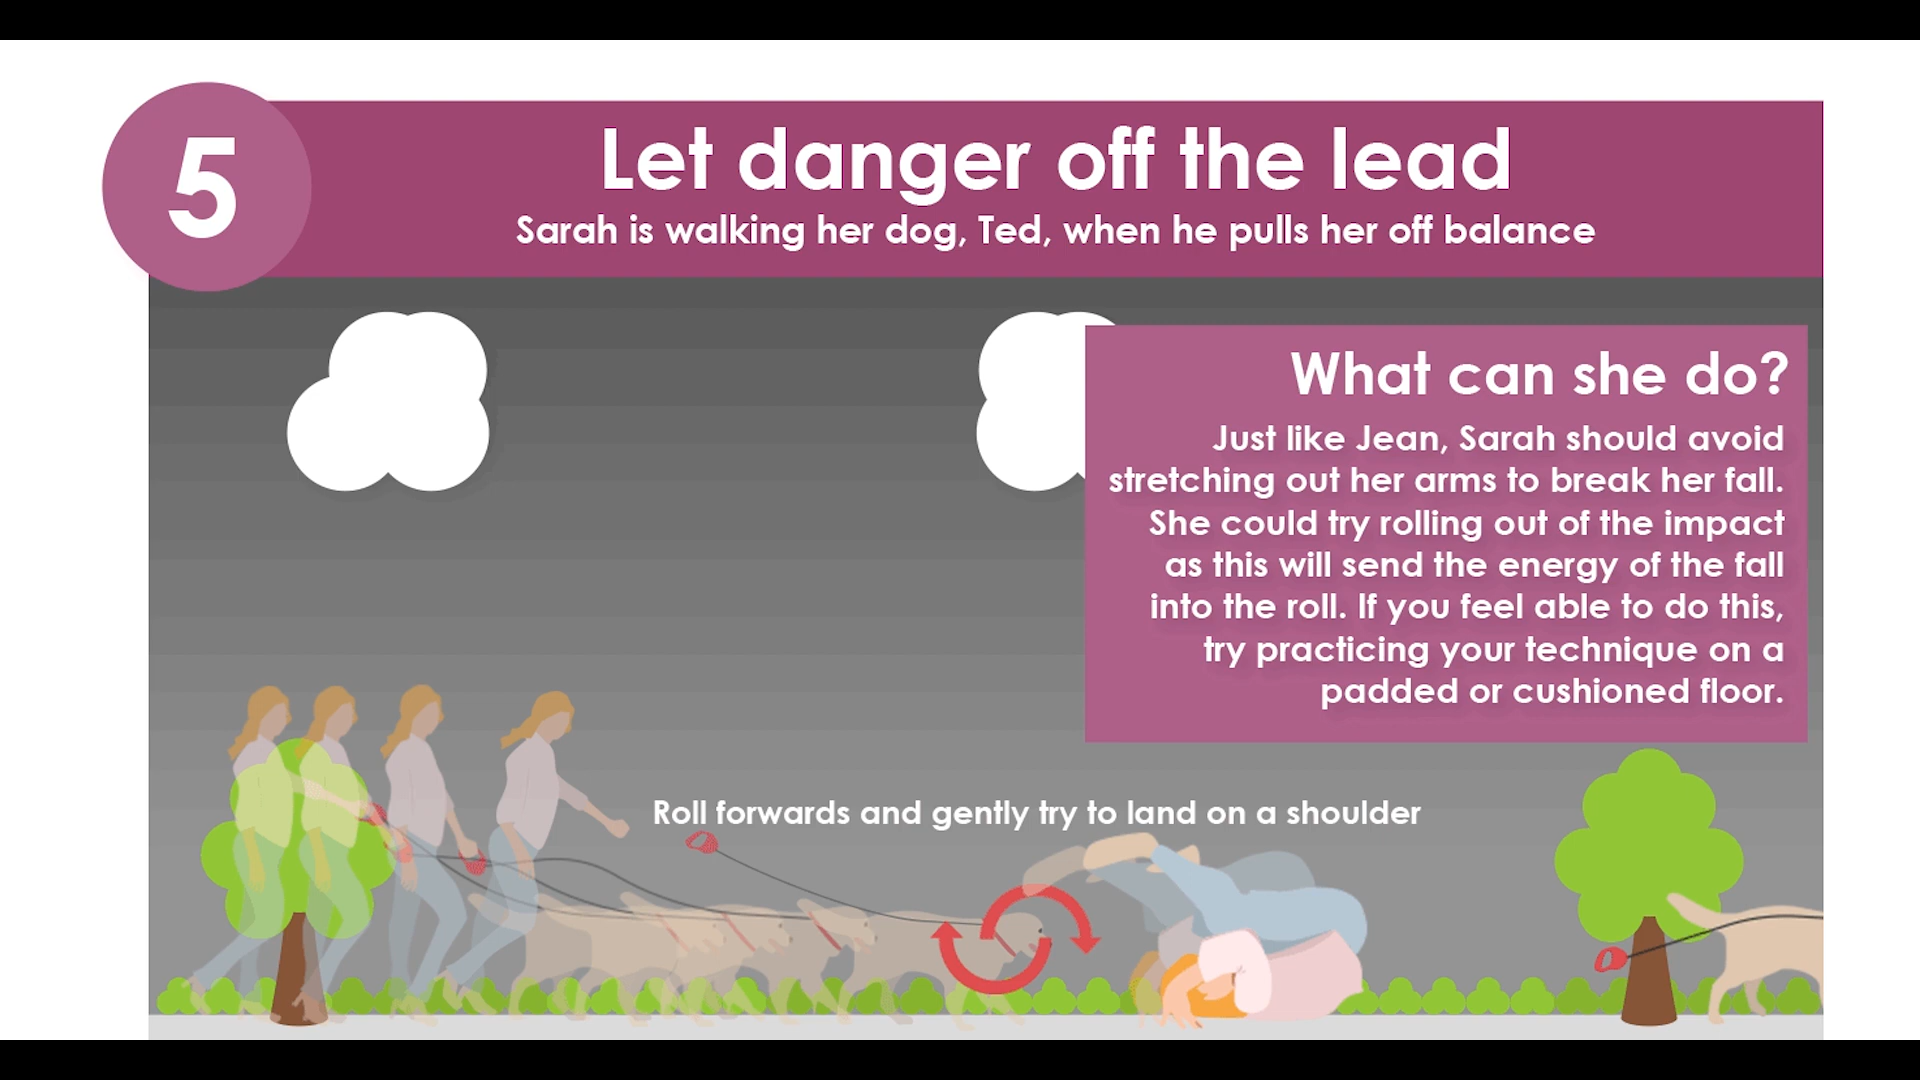 5
Let danger off the lead
Sarah is walking her dog, Ted, when he pulls her off balance
What can she do?
Just like Jean, Sarah should avoid
stretching out her arms to break her fall.
She could try rolling out of the impact
as this will send the energy of the fall
into the roll. If you feel able to do this,
try practicing your technique on a
padded or cushioned floor.
Roll forwards and gently try to land on a shoulder